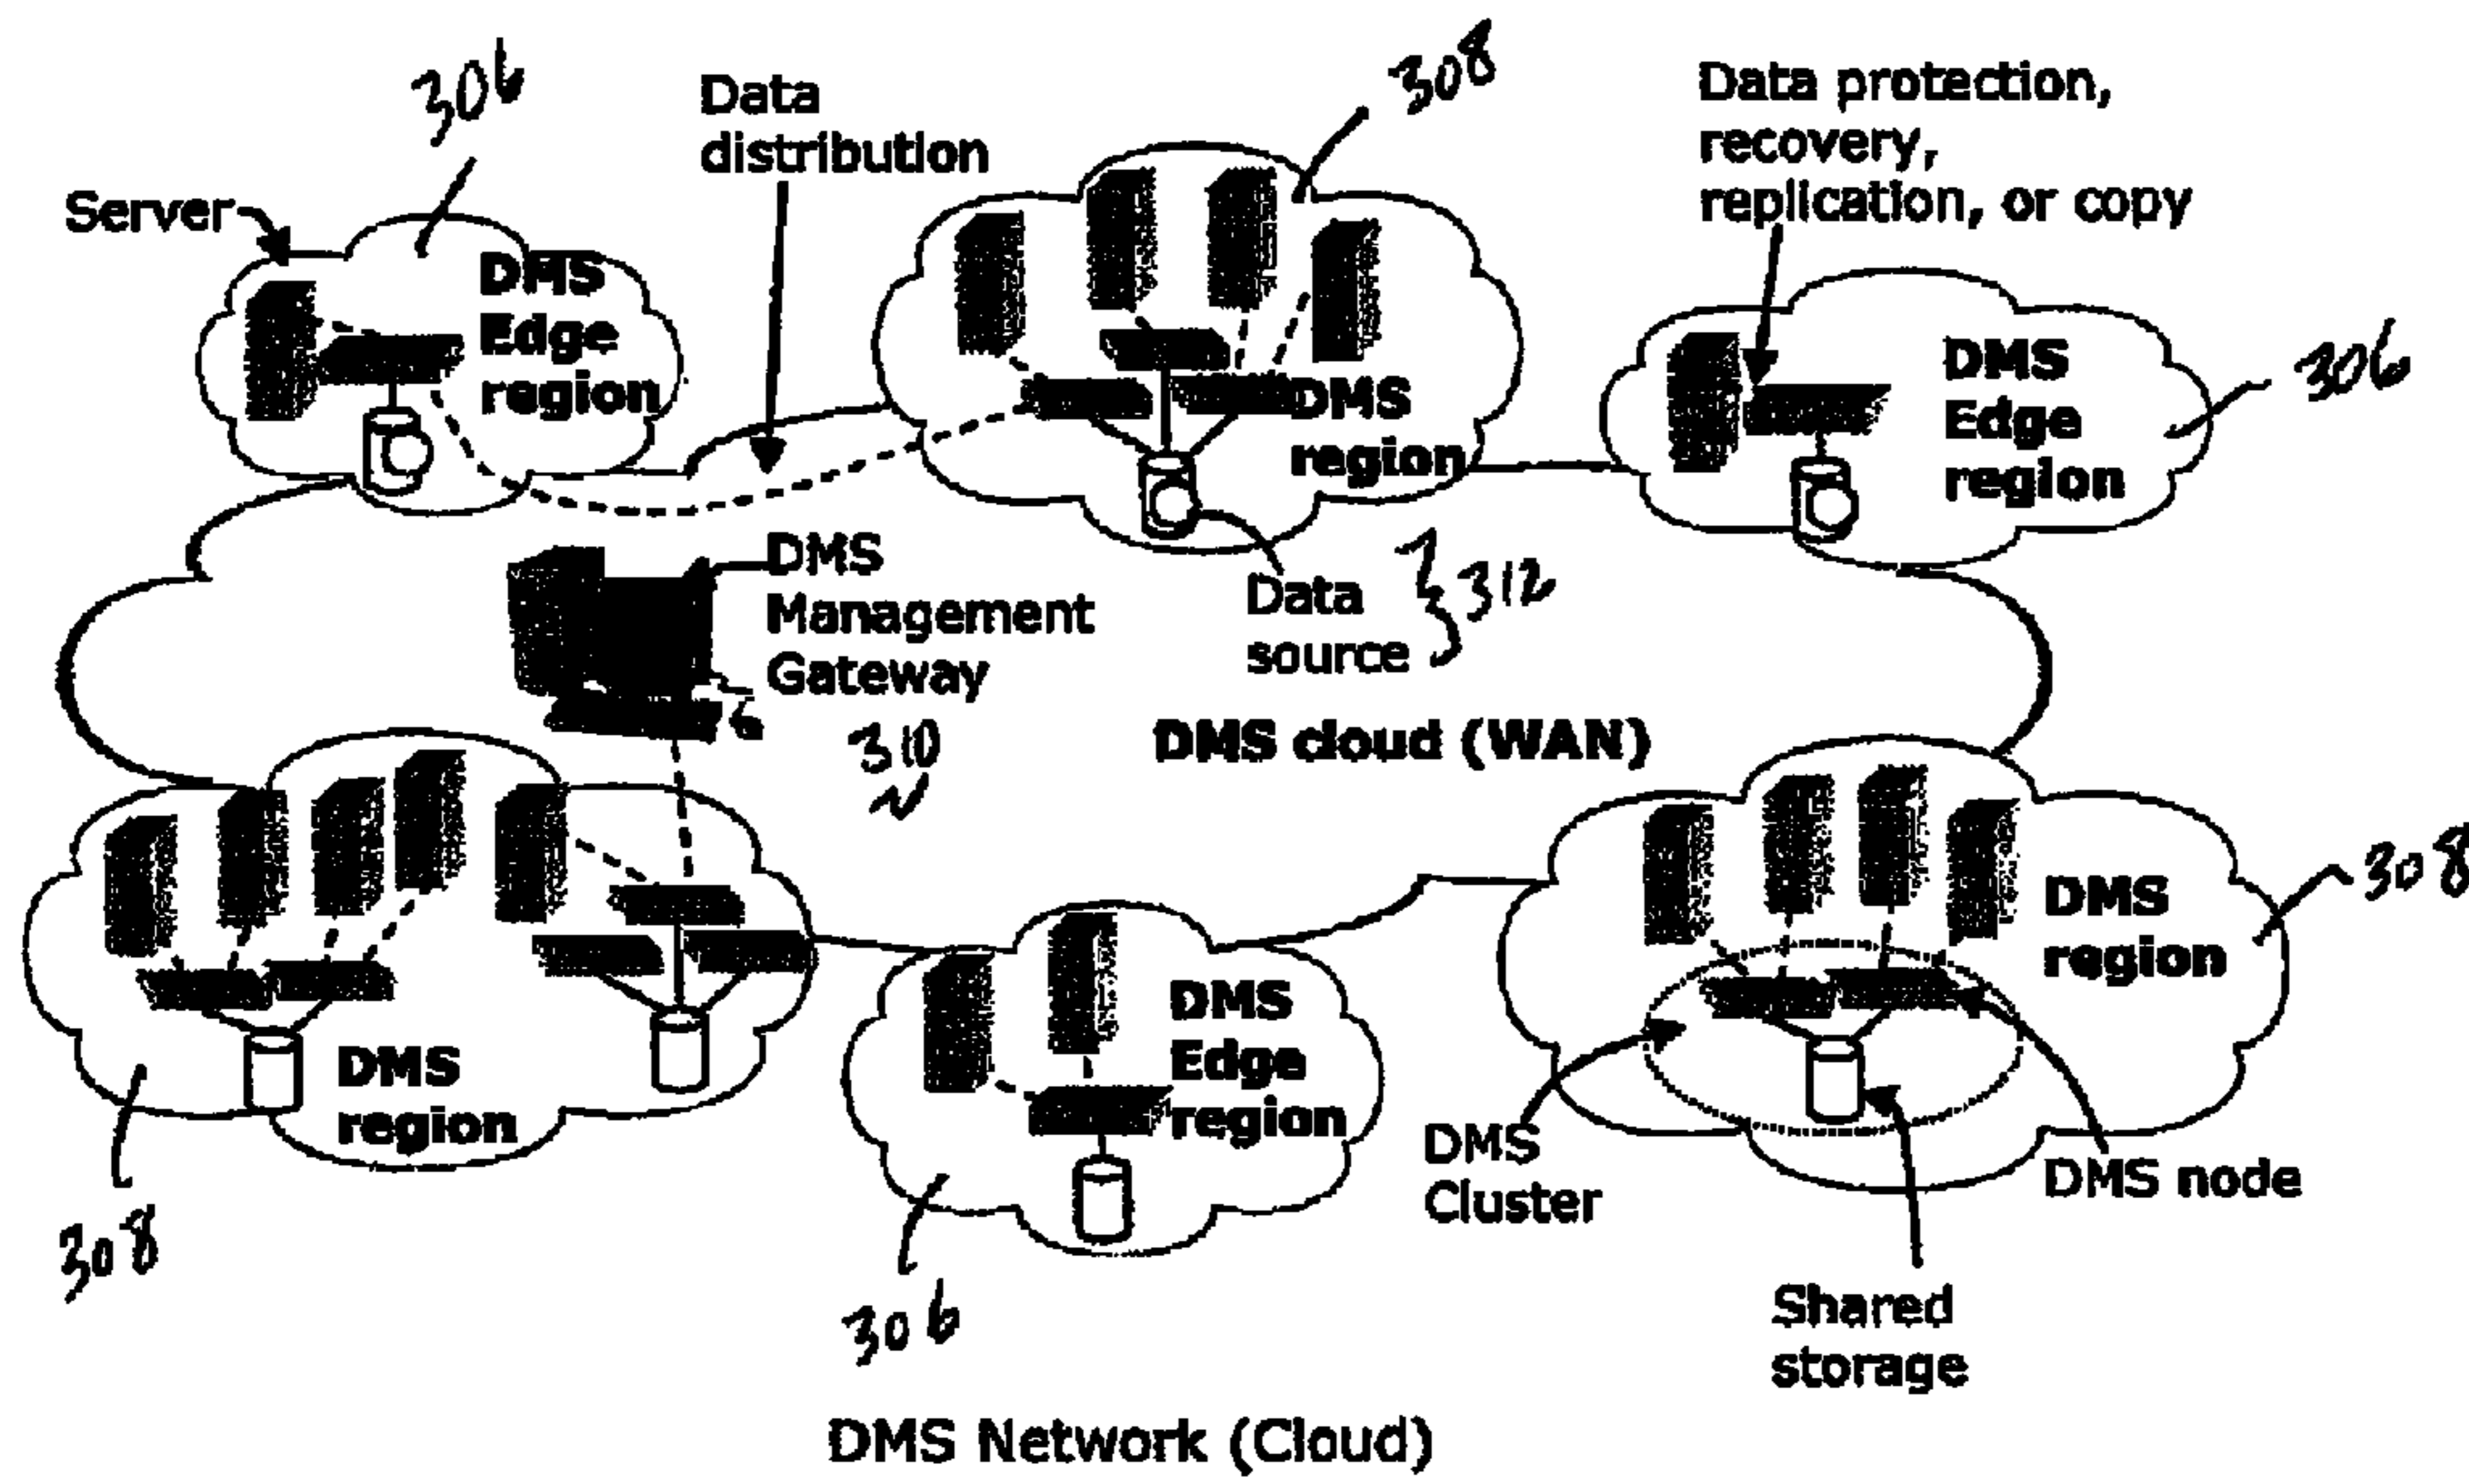 306
Data
distribution
308
Data protection,
recovery,
replication, or copy
Server
DMS
Edge
region
DMS
region
DMS
Edge
region
306
DMS
Management
Gateway
310
Data
source
312
DMS cloud (WAN)
DMS
region
308
DMS
Edge
region
306
DMS
region
308
DMS
Cluster
DMS node
Shared
storage
DMS Network (Cloud)